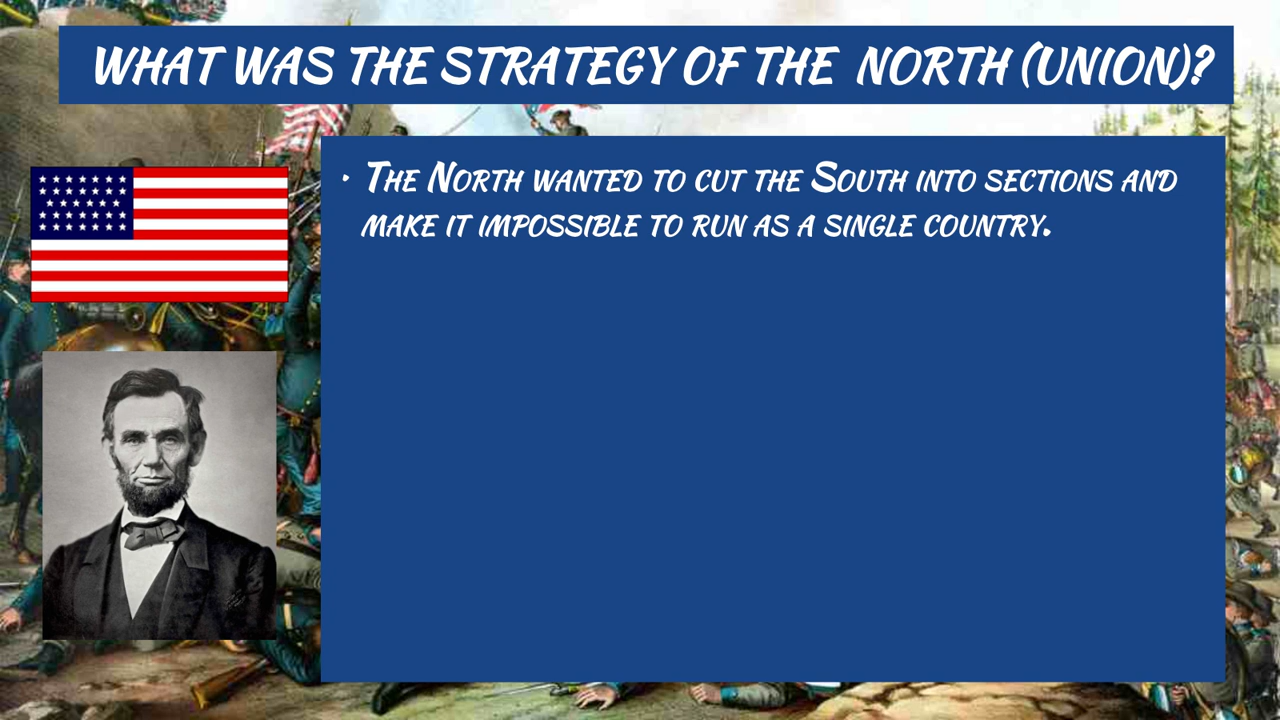 WHAT WAS THE STRATEGY OF THE NORTH (UNION)?
• THE NORTH WANTED TO CUT THE SOUTH INTO SECTIONS AND
MAKE IT IMPOSSIBLE TO RUN AS A SINGLE COUNTRY.